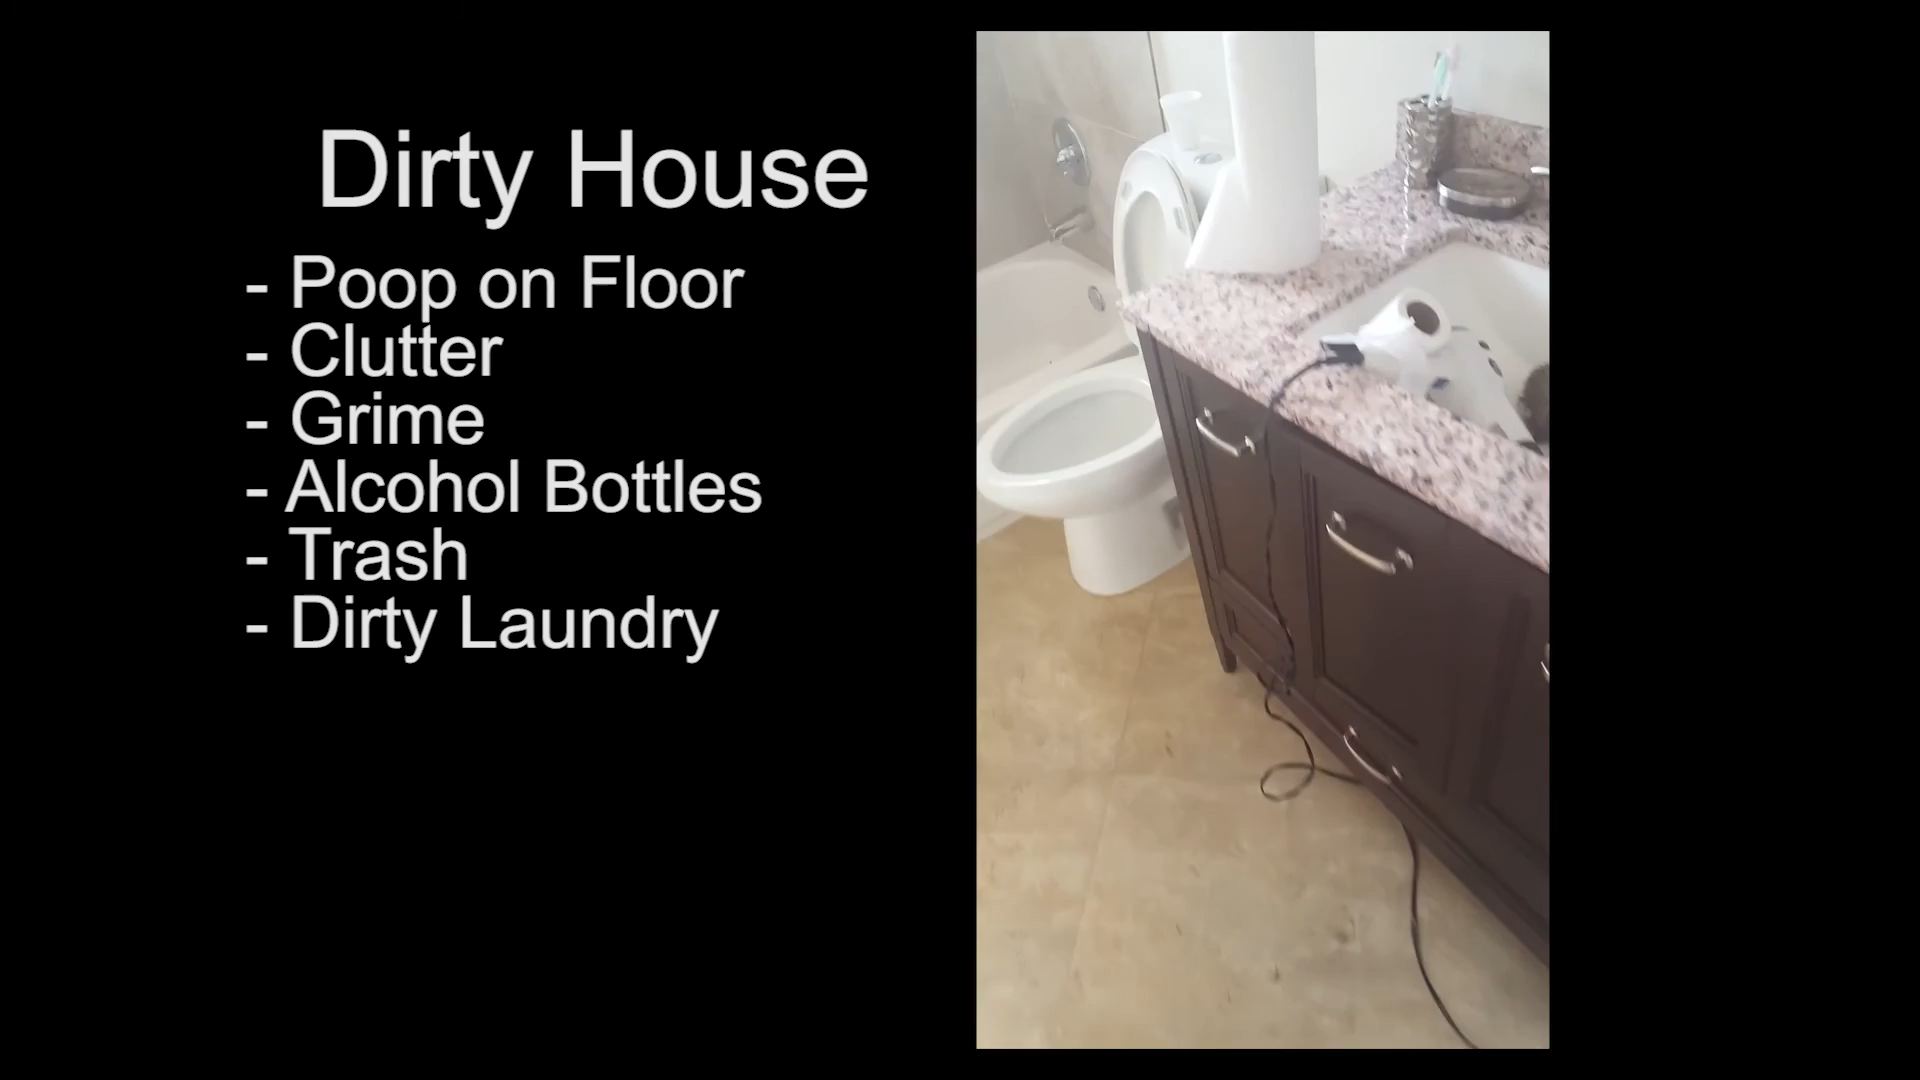 Dirty House
- Poop on Floor
- Clutter
- Grime
- Alcohol Bottles
- Trash
- Dirty Laundry